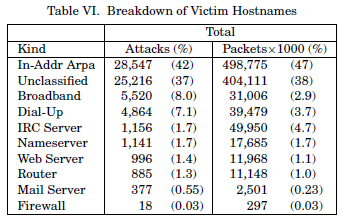 Table VI. Breakdown of Victim Hostnames
Total
Kind Attacks (%) Packets×1000 (%)
In-Addr Arpa 28,547 (42) 498,775 (47)
Unclassified 25,216 (37) 404,111 (38)
Broadband 5,520 (8.0) 31,006 (2.9)
Dial-Up 4,864 (7.1) 39,479 (3.7)
IRC Server 1,156 (1.7) 49,950 (4.7)
Nameserver 1,141 (1.7) 17,685 (1.7)
Web Server 996 (1.4) 11,968 (1.1)
Router 885 (1.3) 11,148 (1.0)
Mail Server 377 (0.55) 2,501 (0.23)
Firewall 18 (0.03) 297 (0.03)